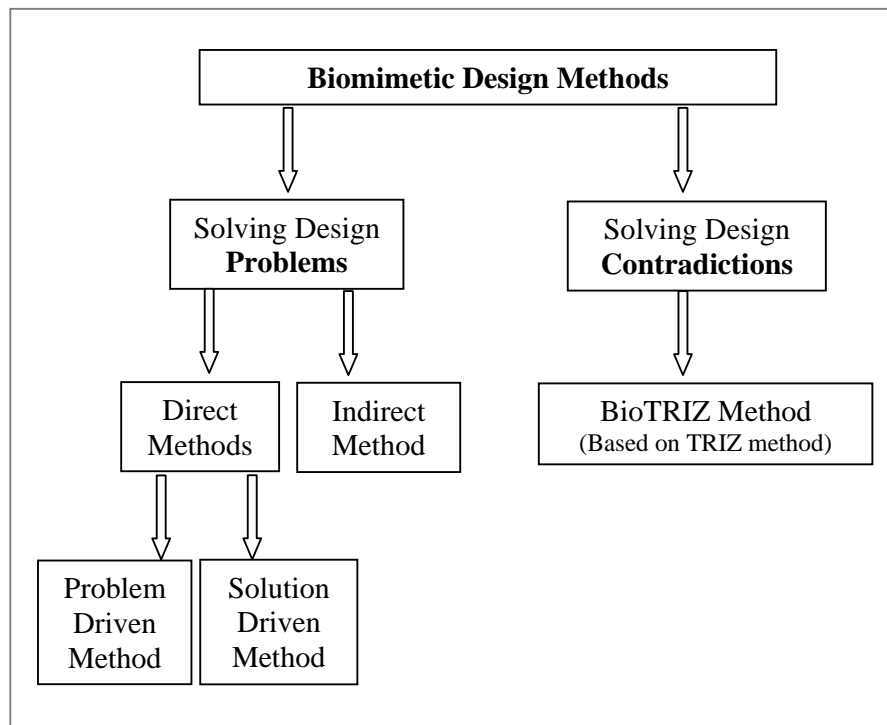 Biomimetic Design Methods
Solving Design
Problems
Solving Design
Contradictions
Direct
Methods
Indirect
Method
BioTRIZ Method
(Based on TRIZ method)
Problem
Driven
Method
Solution
Driven
Method